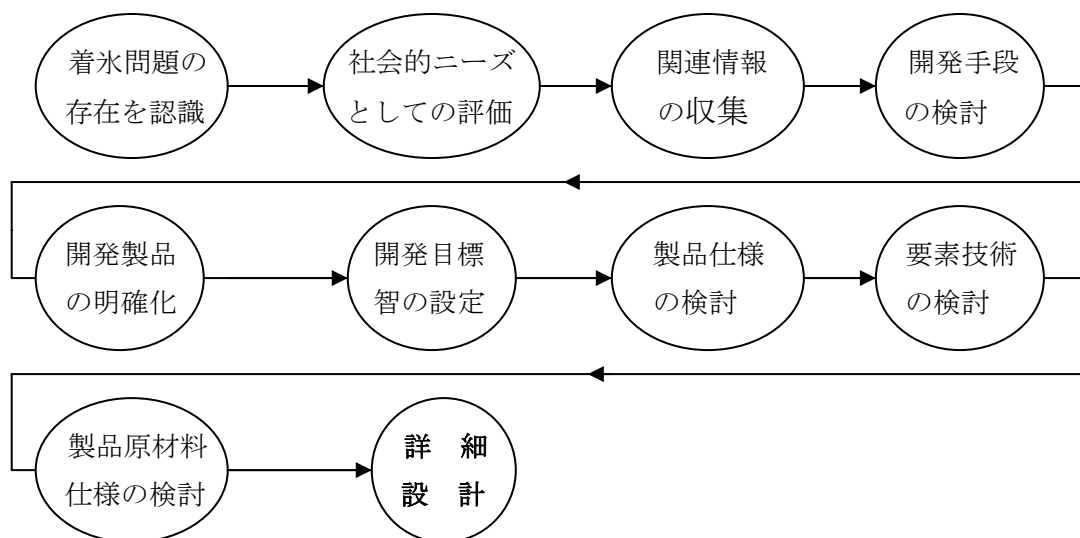 着氷問題の
存在を認識
社会的ニーズ
としての評価
関連情報
の収集
開発手段
の検討
開発製品
の明確化
開発目標
智の設定
製品仕様
の検討
要素技術
の検討
製品原材料
仕様の検討
詳 細
設 計